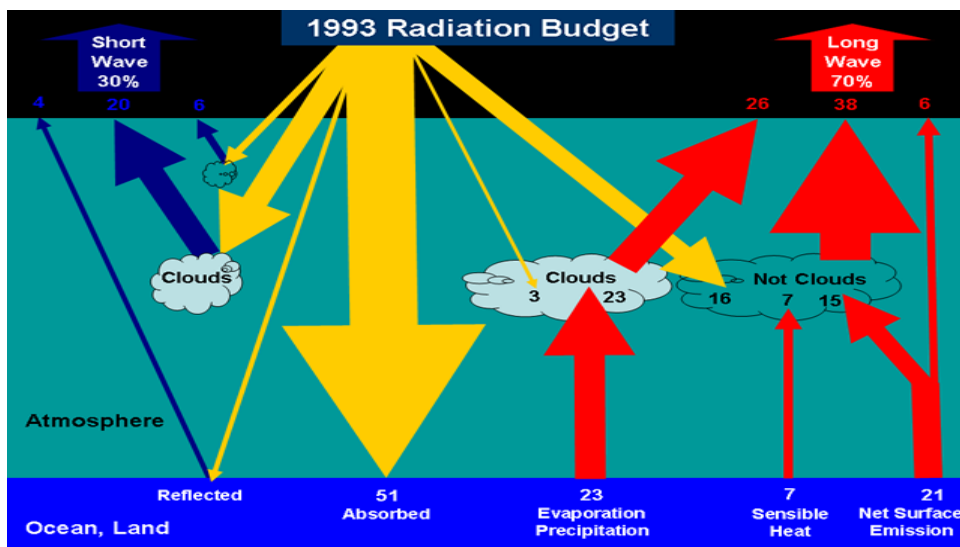 1993 Radiation Budget
Short
Wave
30%
Long
Wave
70%
4
20
6
26
38
6
Clouds
Clouds
3
23
Not Clouds
16
7
15
Atmosphere
Reflected
51
Absorbed
23
Evaporation
Precipitation
7
Sensible
Heat
21
Net Surface
Emission
Ocean, Land